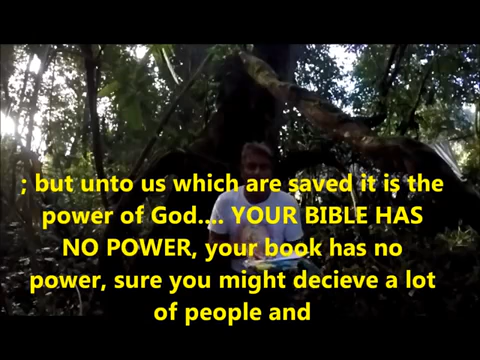 ; but unto us which are saved it is the
power of God.... YOUR BIBLE HAS
NO POWER, your book has no
power, sure you might decieve a lot
of people and